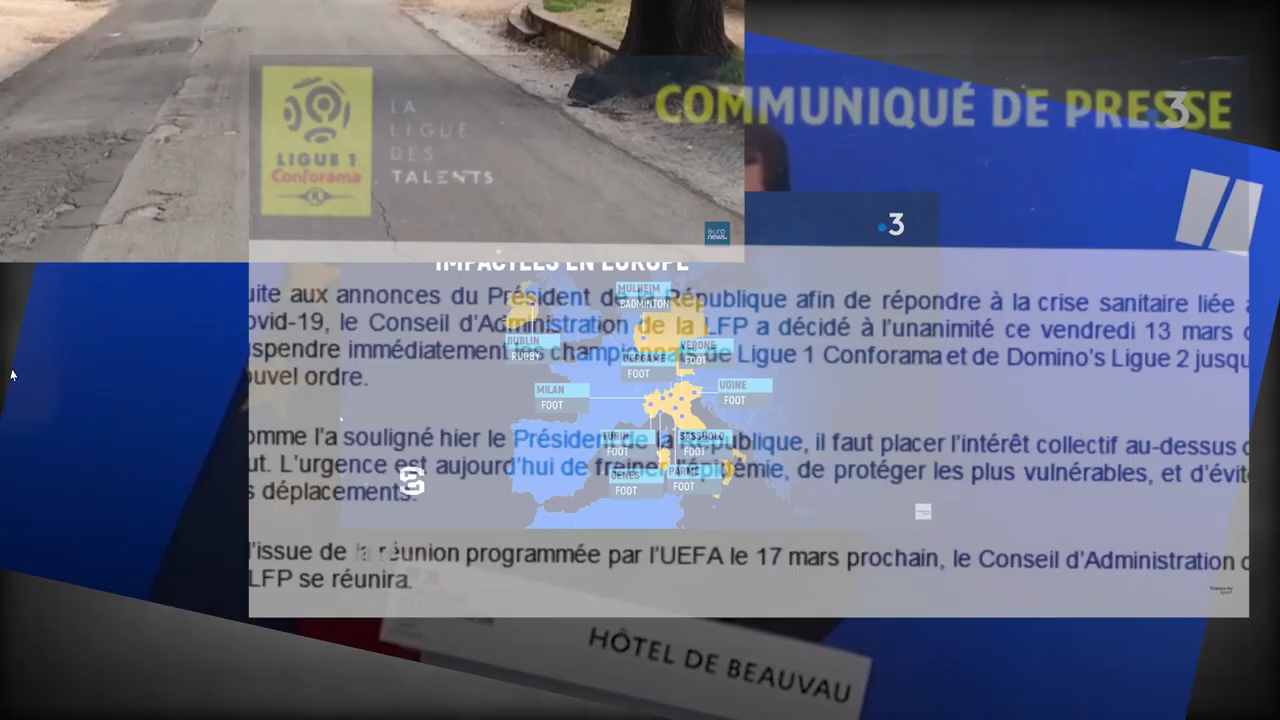 LA
LIGUE
DES
TALENTS
LIGUE 1
Conforama
COMMUNIQUÉ DE PRESSE
3
3
euro
news.
IMPACTÉES EN EUROPE
uite aux annonces du Président de la République afin de répondre à la crise sanitaire liée
ovid-19, le Conseil d'Administration de la LFP a décidé à l'unanimité ce vendredi 13 mars
uspendre immédiatement les championnats de Ligue 1 Conforama et de Domino's Ligue 2 jusqu
ouvel ordre.
omme l'a souligné hier le Président de la République, il faut placer l'intérêt collectif au-dessus
ut. L'urgence est aujourd'hui de freiner l'épidémie, de protéger les plus vulnérables, et d'évite
s déplacements.
l'issue de la réunion programmée par l'UEFA le 17 mars prochain, le Conseil d'Administration
LFP se réunira.
MULHEIM
BADMINTON
DUBLIN
RUGBY
VERONE
FOOT
BERGAME
FOOT
MILAN
FOOT
UDINE
FOOT
TURIN
FOOT
SASSUOLO
FOOT
GENES
FOOT
PARME
FOOT
HÔTEL DE BEAUVAU